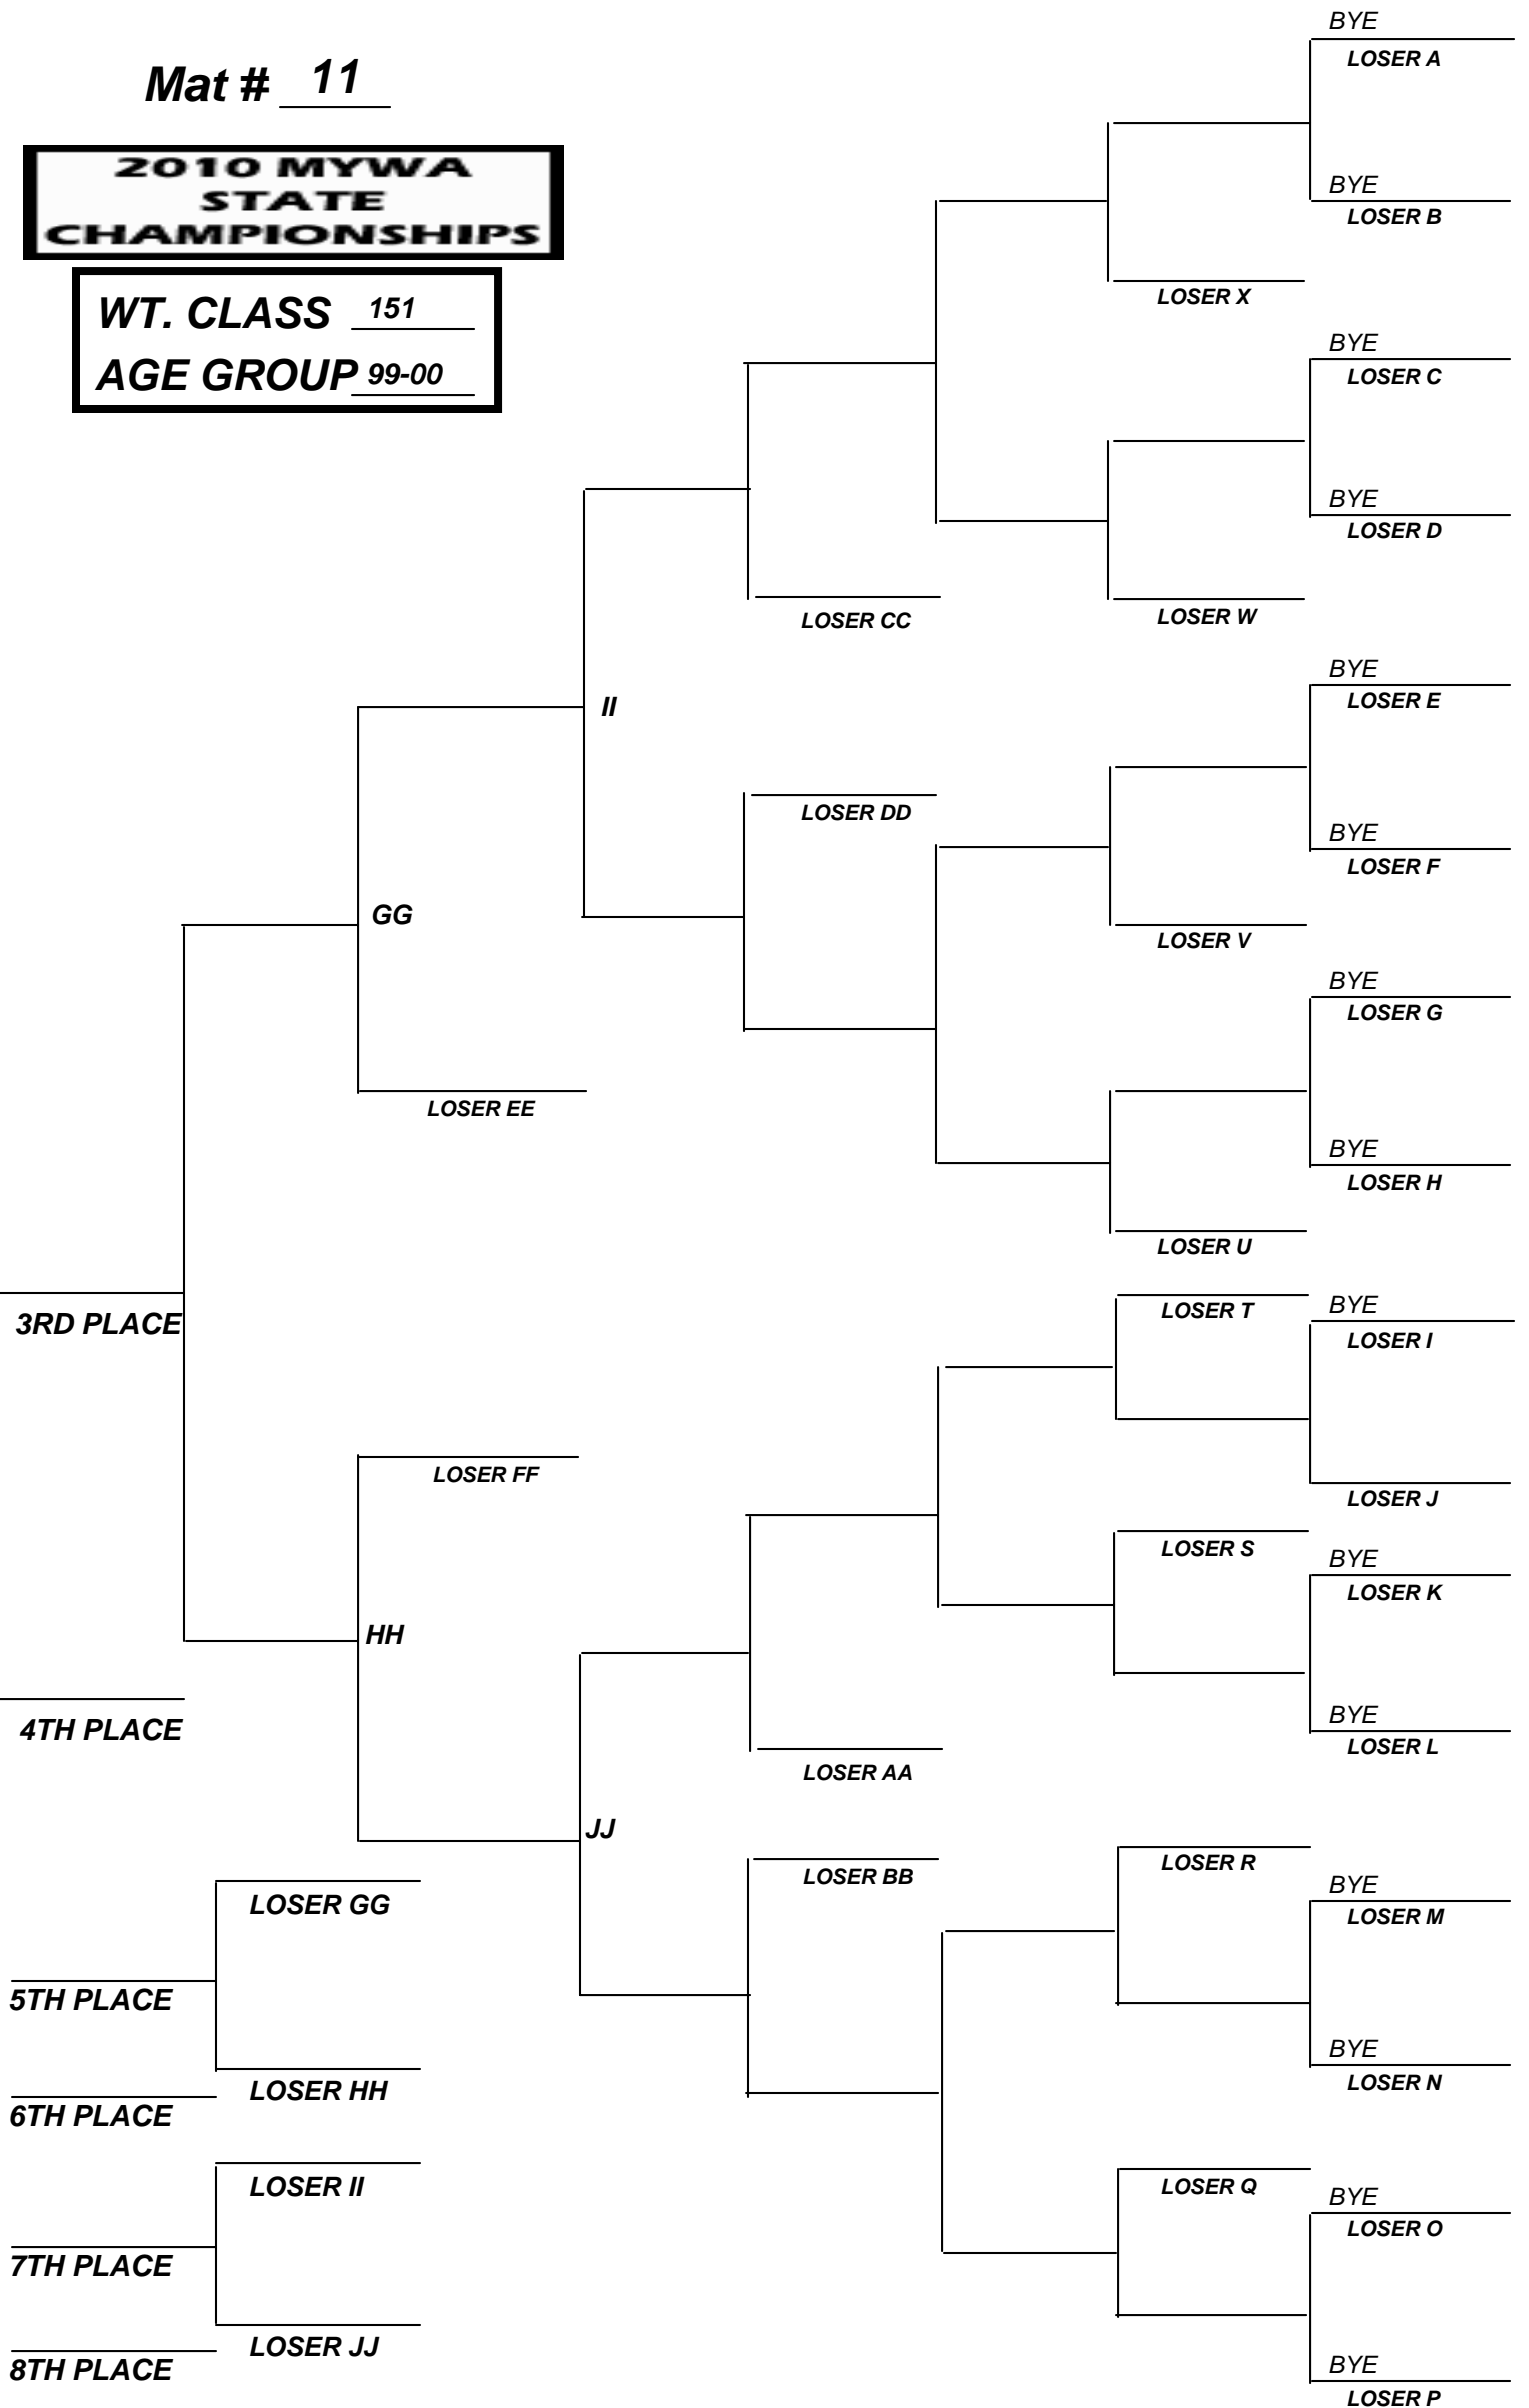 Mat # 11
2010 MYWA
STATE
CHAMPIONSHIPS
WT. CLASS 151
AGE GROUP 99-00
BYE
LOSER A
BYE
LOSER B
LOSER X
BYE
LOSER C
BYE
LOSER D
LOSER CC
LOSER W
BYE
LOSER E
II
LOSER DD
BYE
LOSER F
GG
LOSER V
BYE
LOSER G
LOSER EE
BYE
LOSER H
LOSER U
3RD PLACE
LOSER T
BYE
LOSER I
LOSER FF
LOSER J
LOSER S
BYE
LOSER K
HH
4TH PLACE
BYE
LOSER L
LOSER AA
JJ
LOSER BB
LOSER R
BYE
LOSER M
LOSER GG
5TH PLACE
BYE
LOSER N
LOSER HH
6TH PLACE
LOSER II
LOSER Q
BYE
LOSER O
7TH PLACE
LOSER JJ
8TH PLACE
BYE
LOSER P